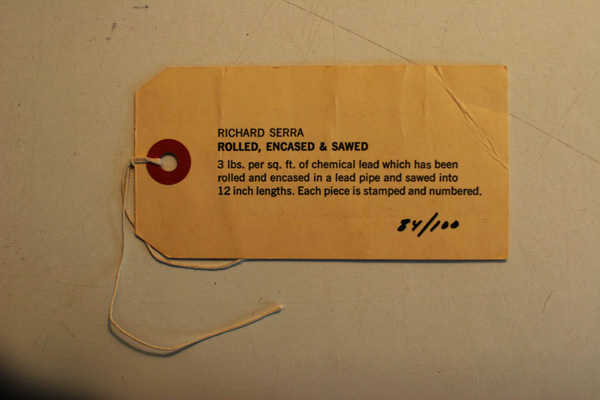 RICHARD SERRA
ROLLED, ENCASED & SAWED
3 lbs. per sq. ft. of chemical lead which has been
rolled and encased in a lead pipe and sawed into
12 inch lengths. Each piece is stamped and numbered.
84/100